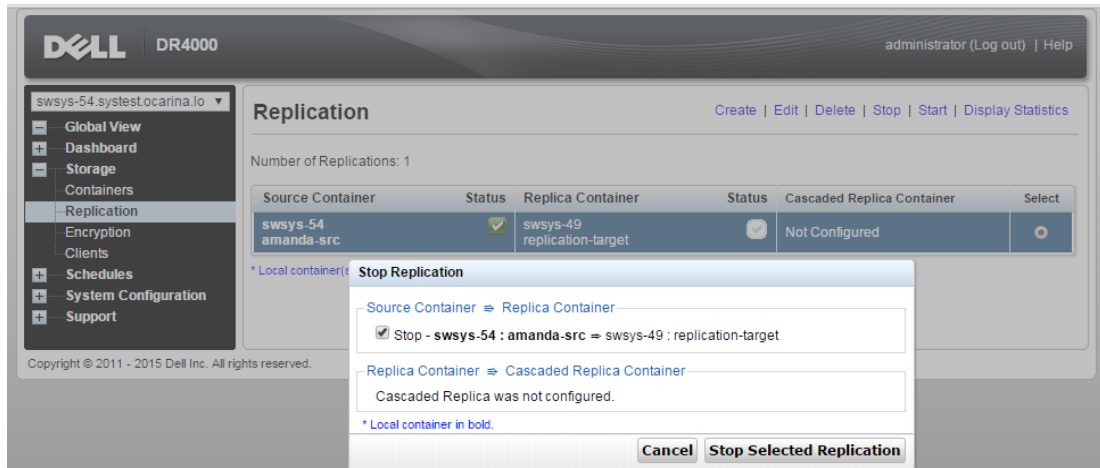 DELL DR4000
administrator (Log out) | Help
swsys-54.systest.ocarina.lo
Global View
Dashboard
Storage
Containers
Replication
Encryption
Clients
Schedules
System Configuration
Support
Replication
Create | Edit | Delete | Stop | Start | Display Statistics
Number of Replications: 1
Source Container Status Replica Container Status Cascaded Replica Container Select
swsys-54 swsys-49
amanda-src replication-target
Not Configured
* Local container(s
Stop Replication
Source Container ⇒ Replica Container
Stop - swsys-54 : amanda-src ⇒ swsys-49 : replication-target
Replica Container ⇒ Cascaded Replica Container
Cascaded Replica was not configured.
* Local container in bold.
Cancel Stop Selected Replication
Copyright © 2011 - 2015 Dell Inc. All rights reserved.